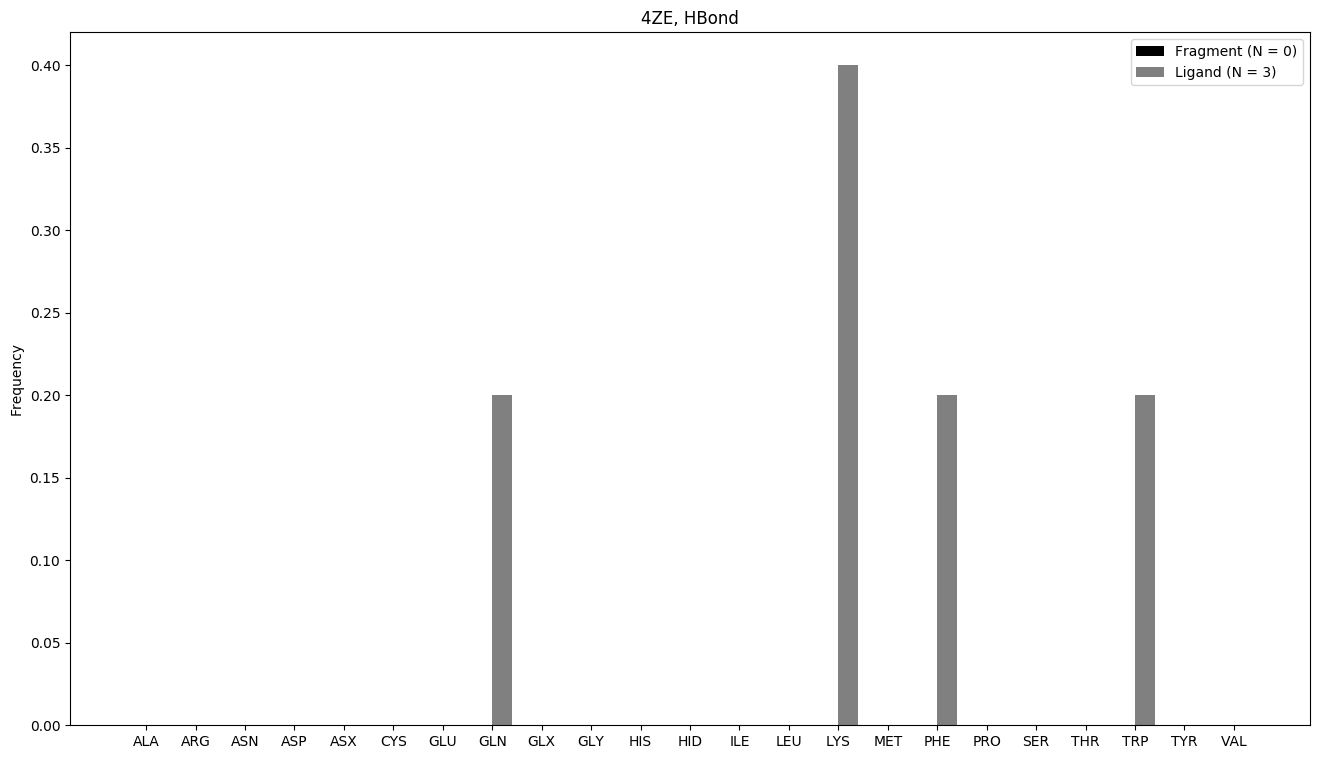 4ZE, HBond
Fragment (N = 0)
Ligand (N = 3)
0.40
0.35
0.30
0.25
0.20
0.15
0.10
0.05
0.00
Frequency
ALA ARG ASN ASP ASX CYS GLU GLN GLX GLY HIS HID ILE LEU LYS MET PHE PRO SER THR TRP TYR VAL